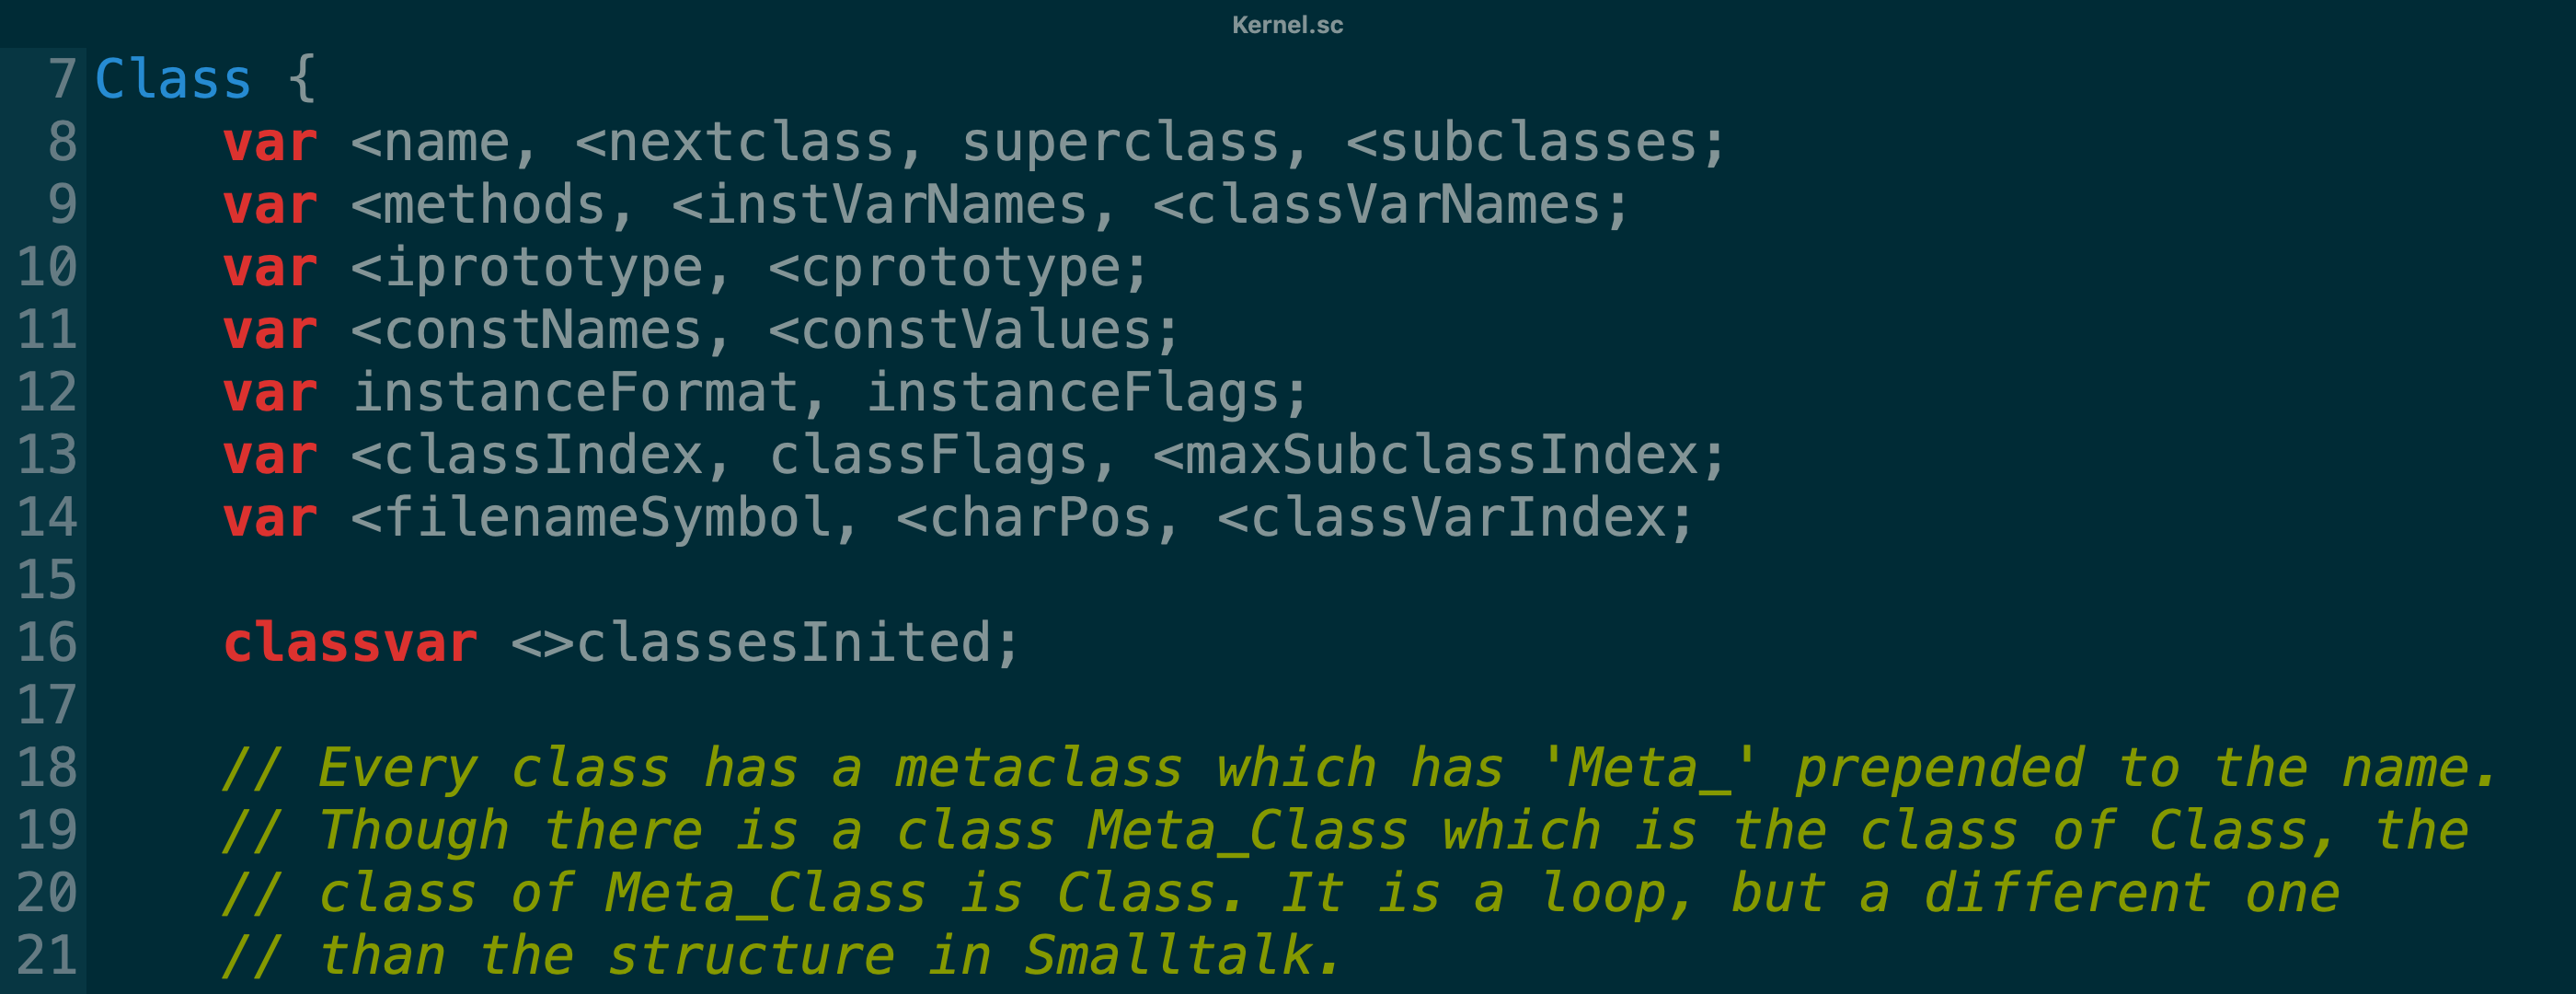 Kernel.sc
7 Class {
8     var <name, <nextclass, superclass, <subclasses;
9     var <methods, <instVarNames, <classVarNames;
10     var <iprototype, <cprototype;
11     var <constNames, <constValues;
12     var instanceFormat, instanceFlags;
13     var <classIndex, classFlags, <maxSubclassIndex;
14     var <filenameSymbol, <charPos, <classVarIndex;
15
16     classvar <>classesInited;
17
18     // Every class has a metaclass which has 'Meta_' prepended to the name.
19     // Though there is a class Meta_Class which is the class of Class, the
20     // class of Meta_Class is Class. It is a loop, but a different one
21     // than the structure in Smalltalk.